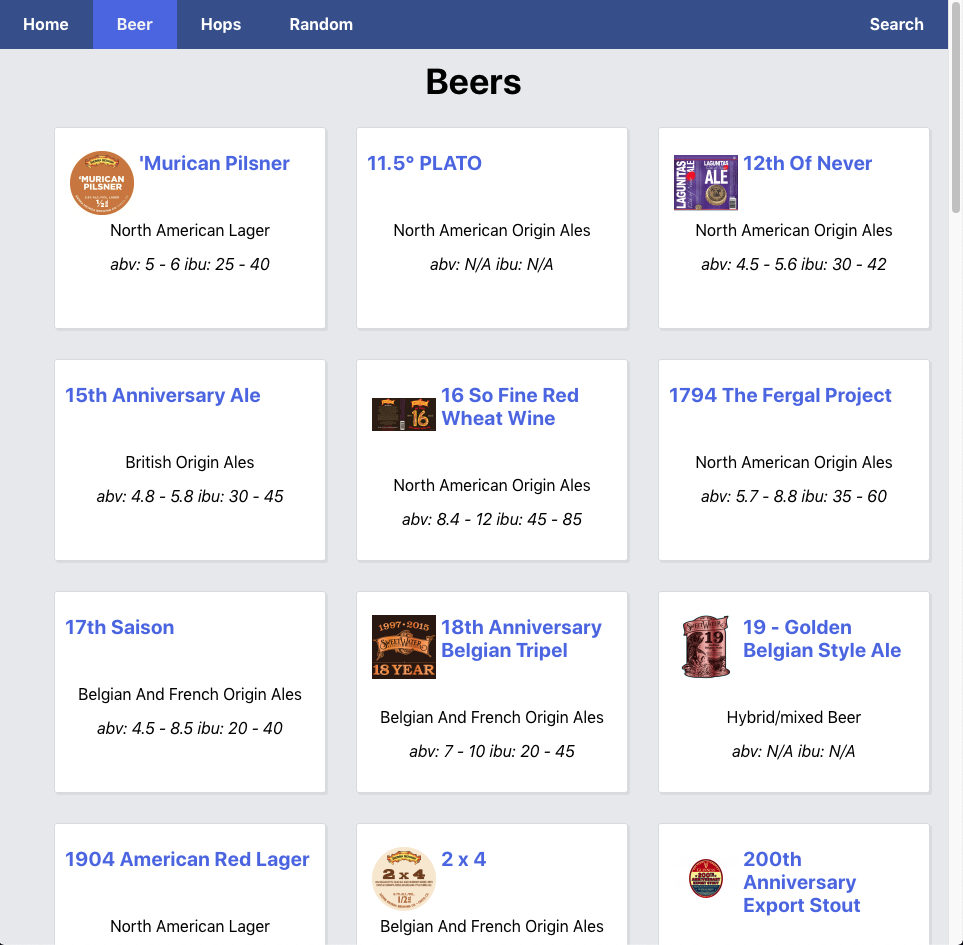 Home Beer Hops Random Search
Beers
'MURICAN
PILSNER
'Murican Pilsner
North American Lager
abv: 5 - 6 ibu: 25 - 40
11.5° PLATO
North American Origin Ales
abv: N/A ibu: N/A
LAGUNITAS
ALE
LAGUNITAS
ALE
12th Of Never
North American Origin Ales
abv: 4.5 - 5.6 ibu: 30 - 42
15th Anniversary Ale
British Origin Ales
abv: 4.8 - 5.8 ibu: 30 - 45
16
16 So Fine Red
Wheat Wine
North American Origin Ales
abv: 8.4 - 12 ibu: 45 - 85
1794 The Fergal Project
North American Origin Ales
abv: 5.7 - 8.8 ibu: 35 - 60
17th Saison
Belgian And French Origin Ales
abv: 4.5 - 8.5 ibu: 20 - 40
1997•2015
SWEETWATER
18 YEAR
18th Anniversary
Belgian Tripel
Belgian And French Origin Ales
abv: 7 - 10 ibu: 20 - 45
SWEETWATER
19
19 - Golden
Belgian Style Ale
Hybrid/mixed Beer
abv: N/A ibu: N/A
1904 American Red Lager
North American Lager
2 x 4
2 x 4
Belgian And French Origin Ales
200TH
ANNIVERSARY
EXPORT STOUT
200th
Anniversary
Export Stout